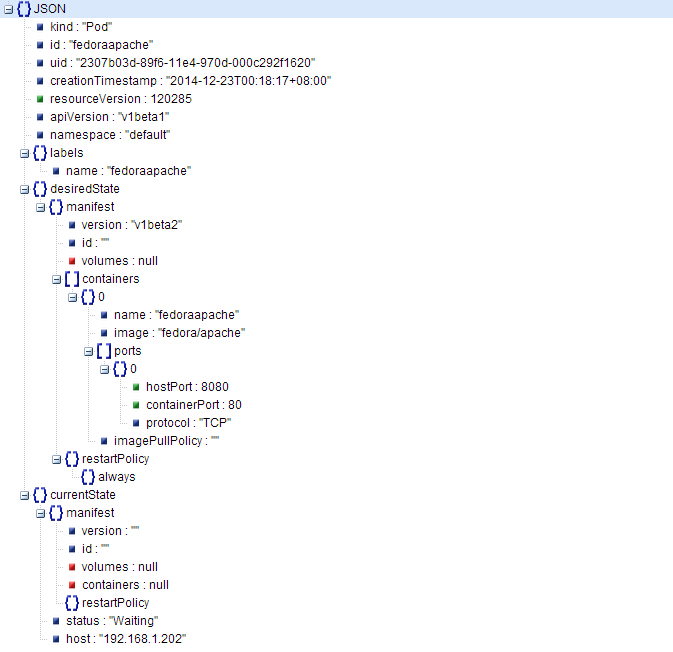 JSON
kind : "Pod"
id : "fedoraapache"
uid : "2307b03d-89f6-11e4-970d-000c292f1620"
creationTimestamp : "2014-12-23T00:18:17+08:00"
resourceVersion : 120285
apiVersion : "v1beta1"
namespace : "default"
labels
name : "fedoraapache"
desiredState
manifest
version : "v1beta2"
id : ""
volumes : null
containers
0
name : "fedoraapache"
image : "fedora/apache"
ports
0
hostPort : 8080
containerPort : 80
protocol : "TCP"
imagePullPolicy : ""
restartPolicy
always
currentState
manifest
version : ""
id : ""
volumes : null
containers : null
restartPolicy
status : "Waiting"
host : "192.168.1.202"